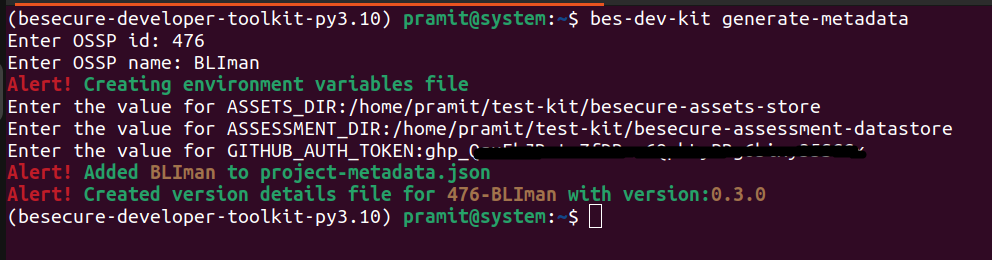 (besecure-developer-toolkit-py3.10) pramit@system:~$ bes-dev-kit generate-metadata
Enter OSSP id: 476
Enter OSSP name: BLIman
Alert! Creating environment variables file
Enter the value for ASSETS_DIR:/home/pramit/test-kit/besecure-assets-store
Enter the value for ASSESSMENT_DIR:/home/pramit/test-kit/besecure-assessment-datastore
Enter the value for GITHUB_AUTH_TOKEN:ghp_
Alert! Added BLIman to project-metadata.json
Alert! Created version details file for 476-BLIman with version:0.3.0
(besecure-developer-toolkit-py3.10) pramit@system:~$